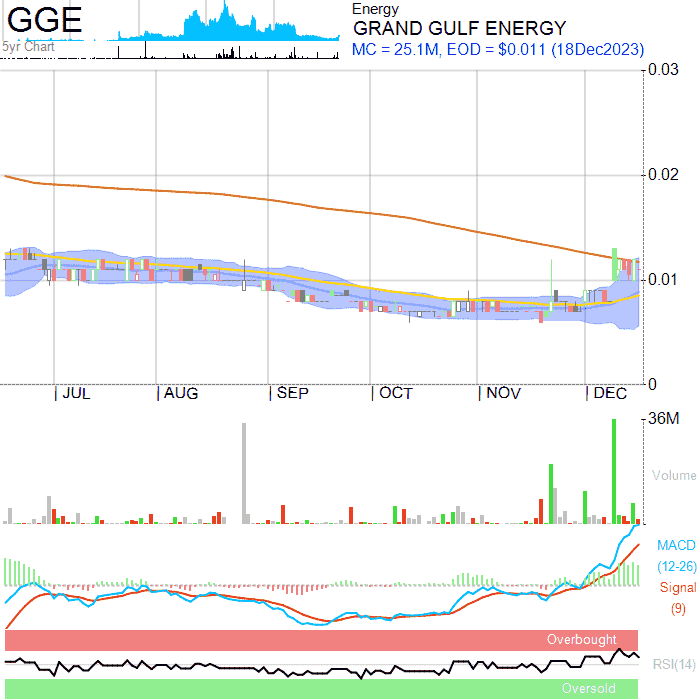 GGE
Energy
GRAND GULF ENERGY
5yr Chart
MC = 25.1M, EOD = $0.011 (18Dec2023)
0.03
0.02
0.01
0
JUL AUG SEP OCT NOV DEC
36M
Volume
MACD
(12-26)
Signal
(9)
Overbought
RSI(14)
Oversold